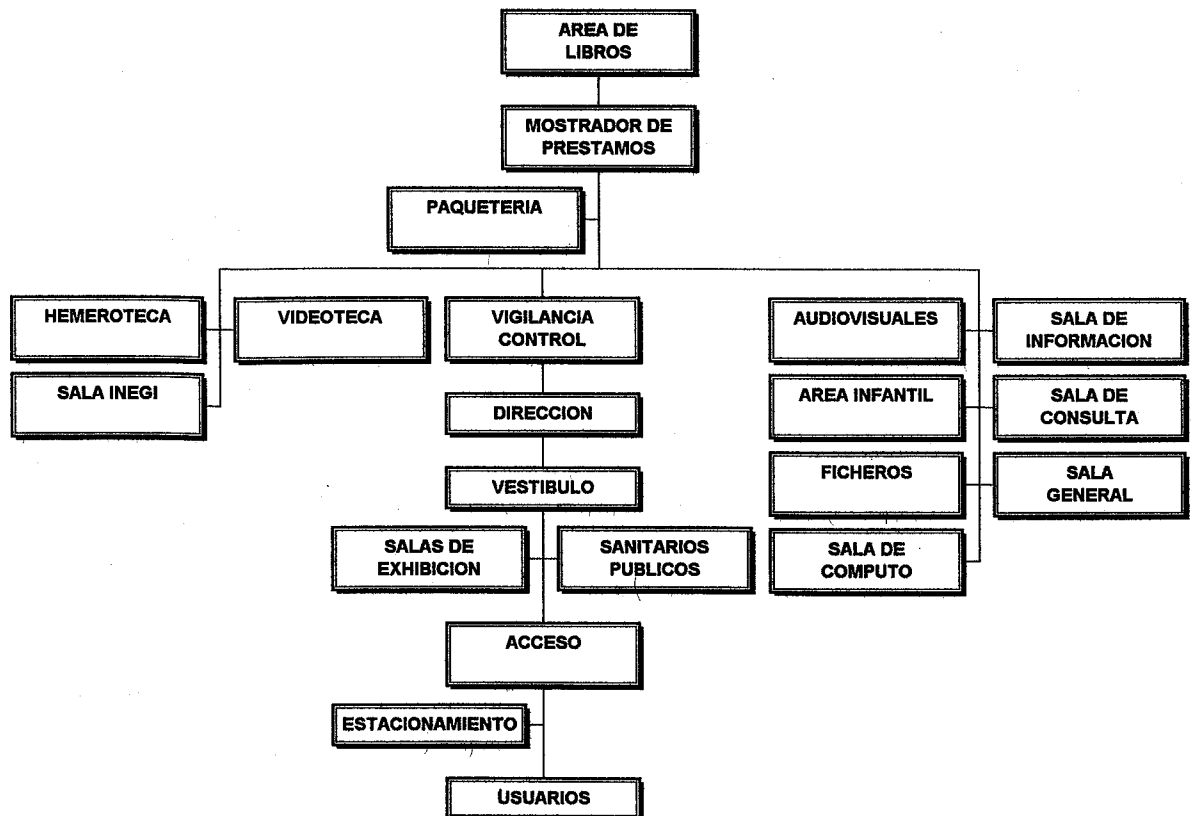 AREA DE
LIBROS
MOSTRADOR DE
PRESTAMOS
PAQUETERIA
HEMEROTECA
VIDEOTECA
VIGILANCIA
CONTROL
AUDIOVISUALES
SALA DE
INFORMACION
SALA INEGI
DIRECCION
AREA INFANTIL
SALA DE
CONSULTA
VESTIBULO
FICHEROS
SALA
GENERAL
SALAS DE
EXHIBICION
SANITARIOS
PUBLICOS
SALA DE
COMPUTO
ACCESO
ESTACIONAMIENTO
USUARIOS